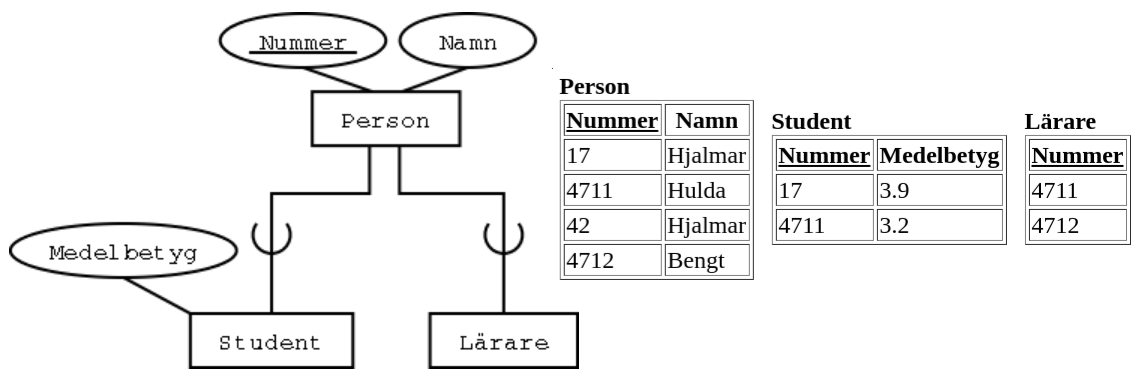 Nummer
Namn
Person
Medelbetyg
Student
Lärare
Person
Nummer Namn
17 Hjalmar
4711 Hulda
42 Hjalmar
4712 Bengt
Student
Nummer Medelbetyg
17 3.9
4711 3.2
Lärare
Nummer
4711
4712